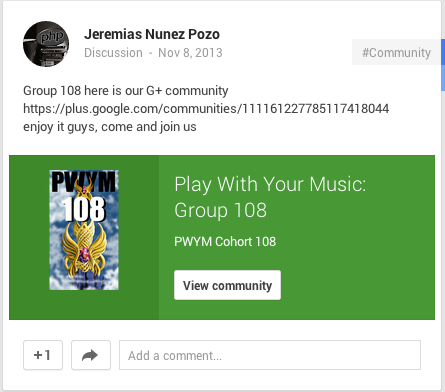 php
Jeremias Nunez Pozo
Discussion - Nov 8, 2013
#Community
Group 108 here is our G+ community
https://plus.google.com/communities/111161227785117418044
enjoy it guys, come and join us
PWYM
108
Play With Your Music:
Group 108
PWYM Cohort 108
View community
+1
Add a comment...